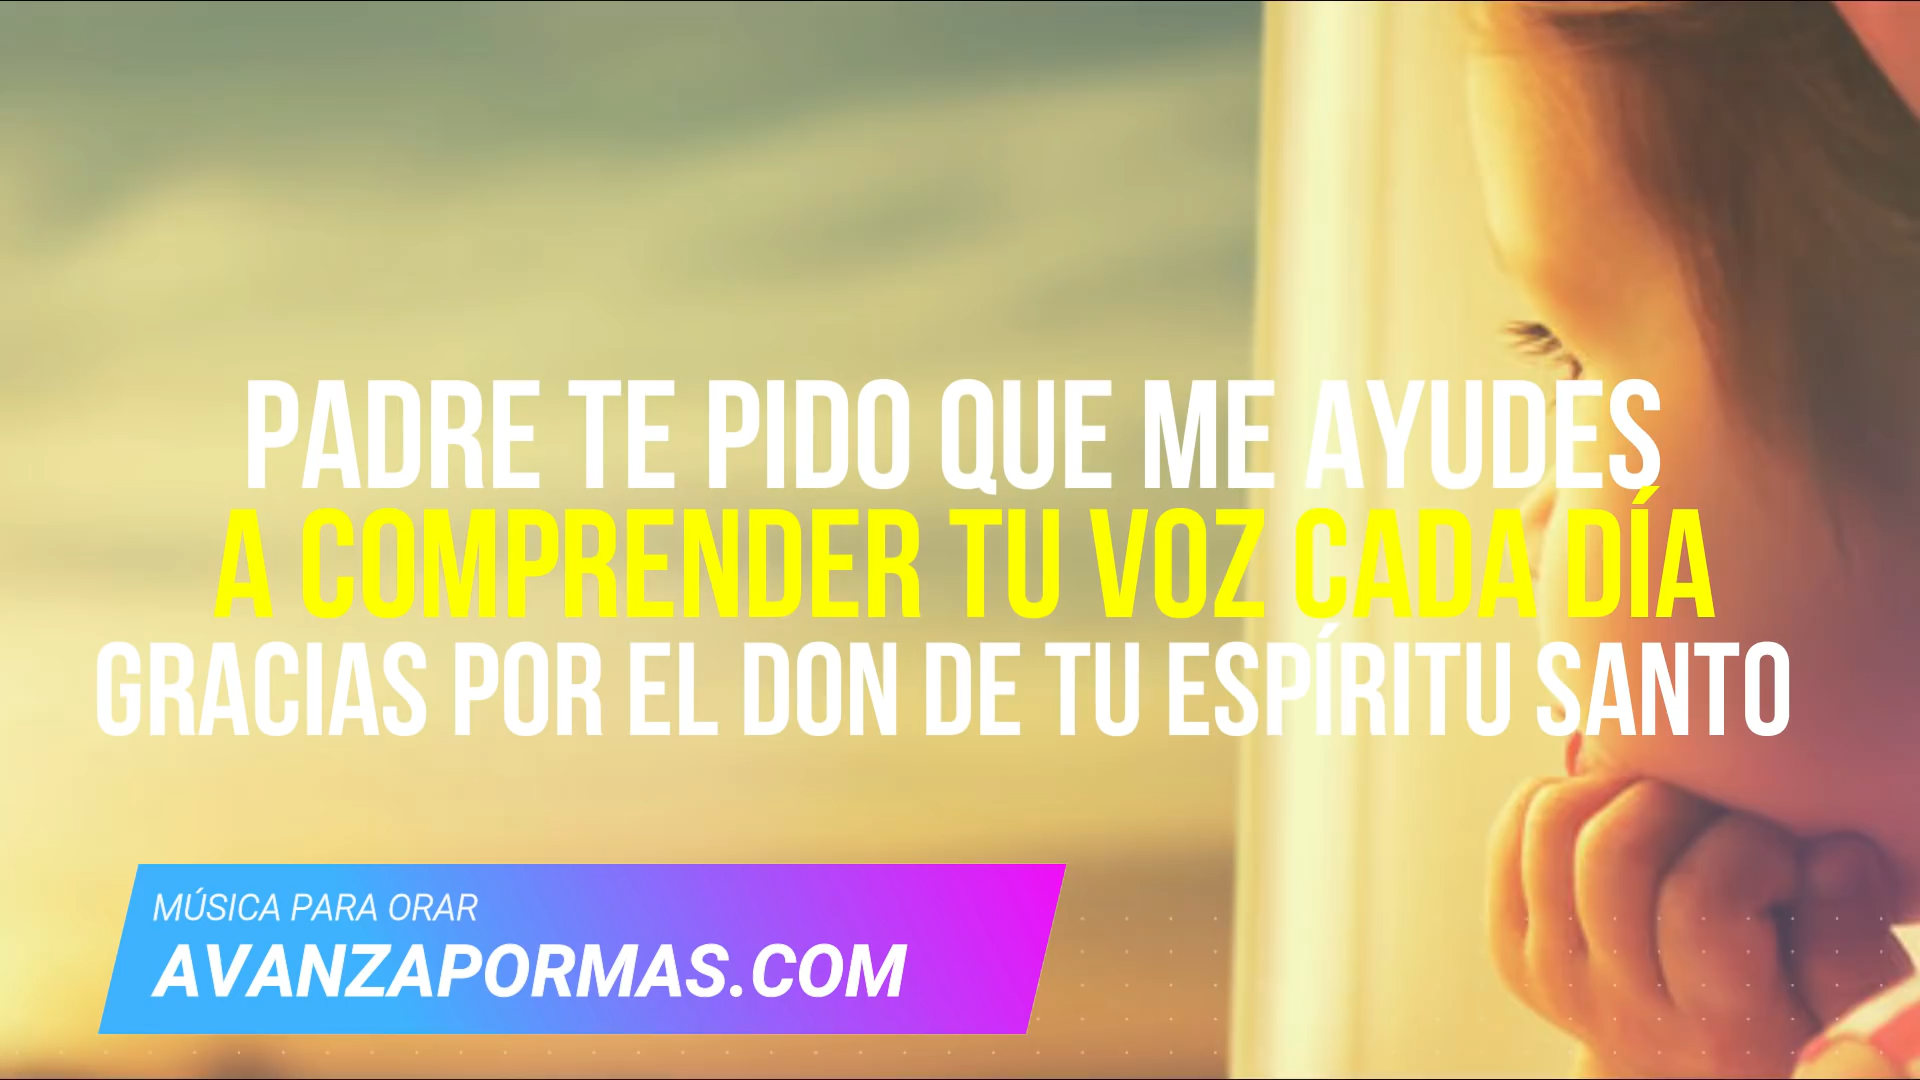 PADRE TE PIDO QUE ME AYUDES
A COMPRENDER TU VOZ CADA DÍA
GRACIAS POR EL DON DE TU ESPÍRITU SANTO
MÚSICA PARA ORAR
AVANZAPORMAS.COM